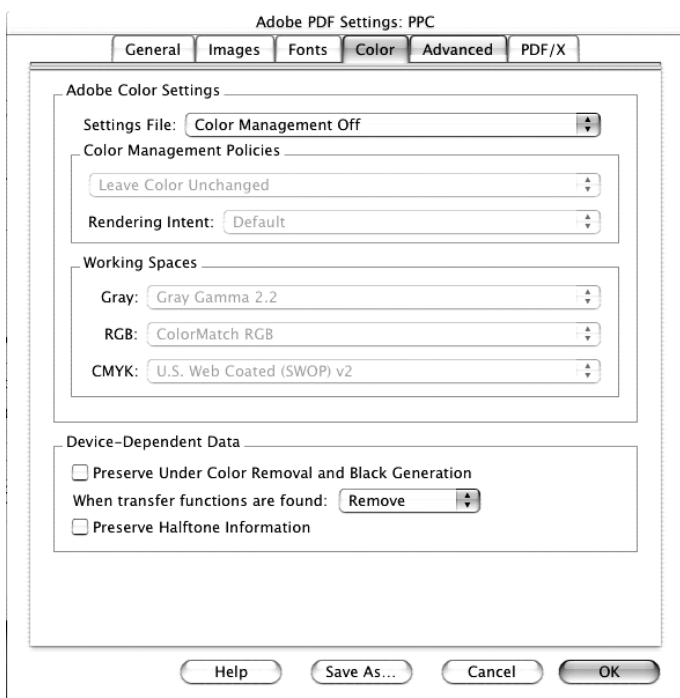 Adobe PDF Settings: PPC
General Images Fonts Color Advanced PDF/X
Adobe Color Settings
Settings File: Color Management Off
Color Management Policies
Leave Color Unchanged
Rendering Intent: Default
Working Spaces
Gray: Gray Gamma 2.2
RGB: ColorMatch RGB
CMYK: U.S. Web Coated (SWOP) v2
Device-Dependent Data
Preserve Under Color Removal and Black Generation
When transfer functions are found: Remove
Preserve Halftone Information
Help Save As... Cancel OK